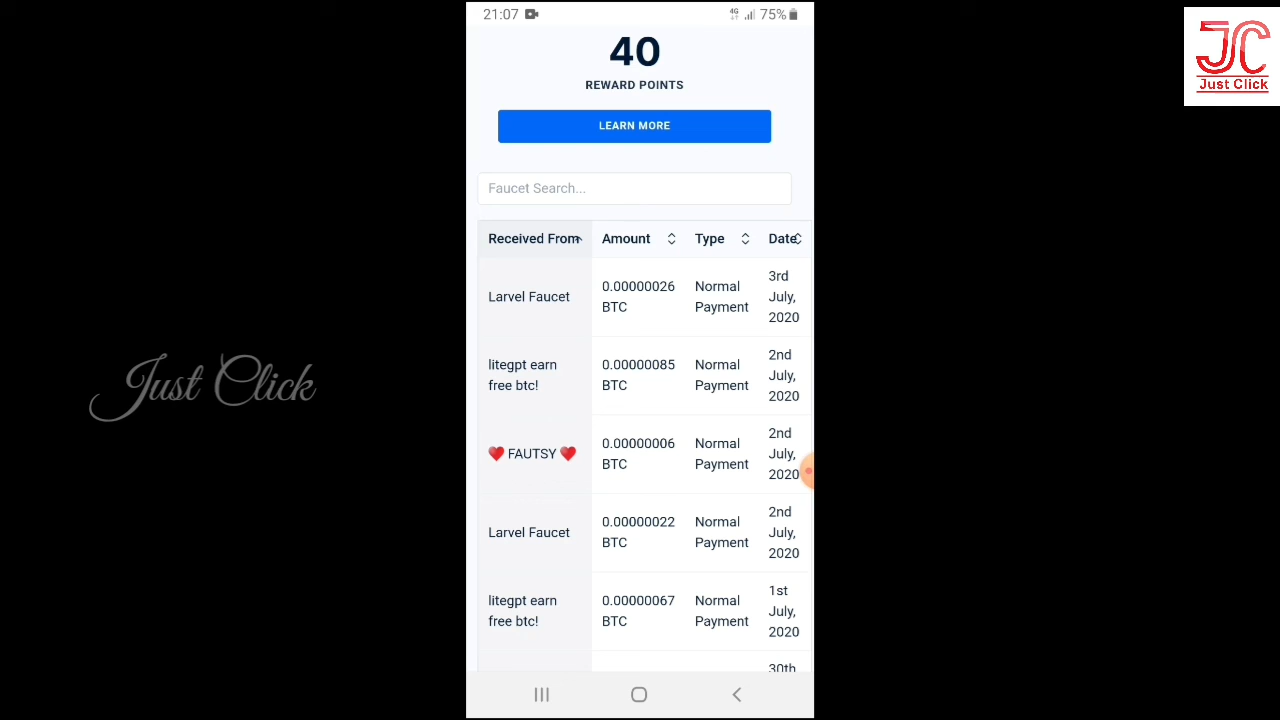 21:07
4G
75%
JC
Just Click
40
REWARD POINTS
LEARN MORE
Faucet Search...
Received From Amount Type Date
Larvel Faucet
0.00000026
BTC
Normal
Payment
3rd
July,
2020
litegpt earn
free btc!
0.00000085
BTC
Normal
Payment
2nd
July,
2020
❤️ FAUTSY ❤️
0.00000006
BTC
Normal
Payment
2nd
July,
2020
Larvel Faucet
0.00000022
BTC
Normal
Payment
2nd
July,
2020
litegpt earn
free btc!
0.00000067
BTC
Normal
Payment
1st
July,
2020
30th
Just Click